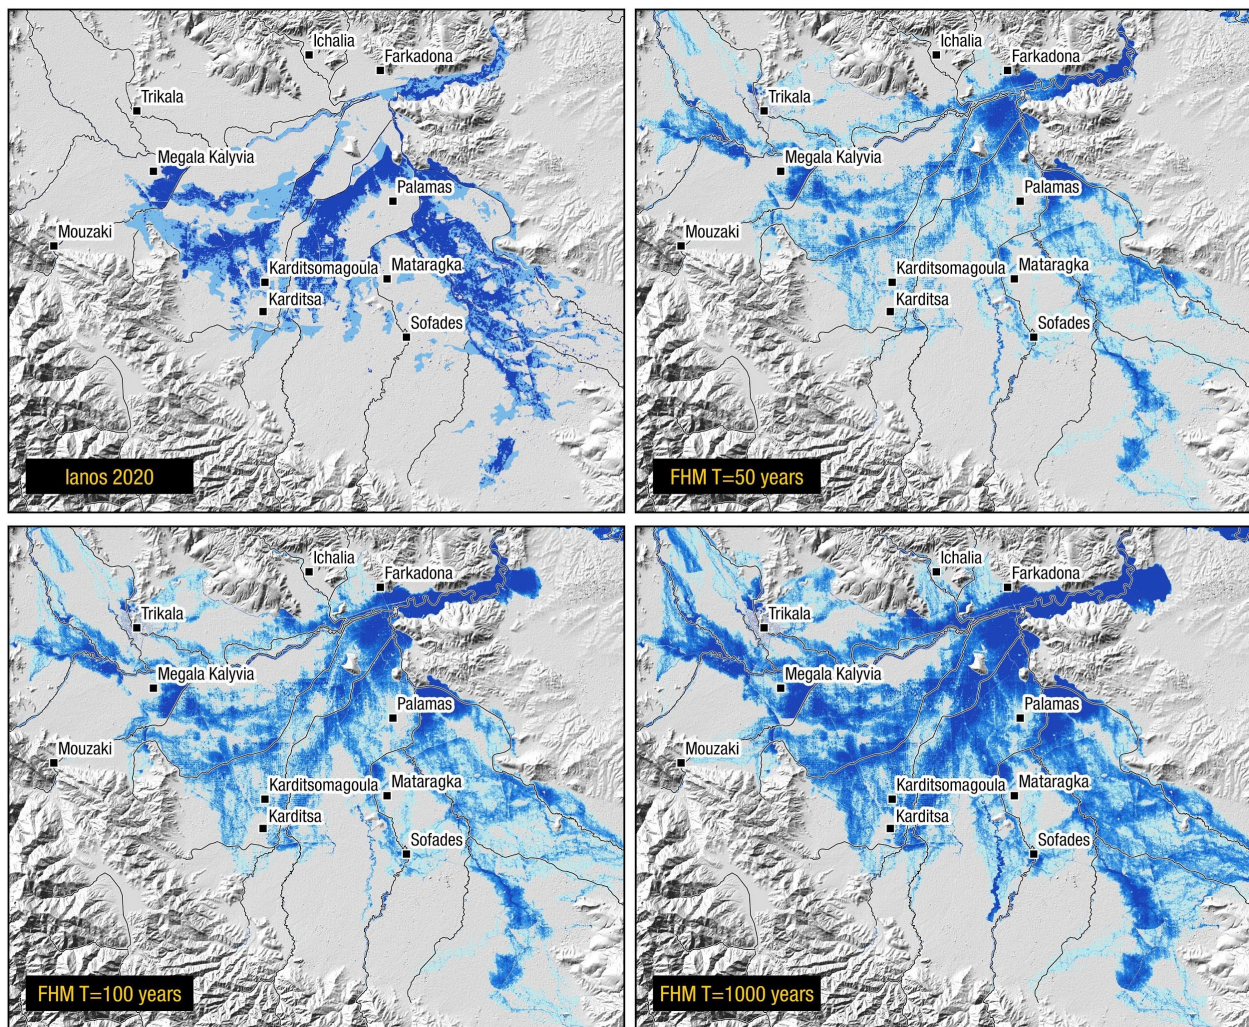 Ichalia
Farkadona
Trikala
Megala Kalyvia
Palamas
Mouzaki
Karditsomagoula
Mataragka
Karditsa
Sofades
Ianos 2020
Ichalia
Farkadona
Trikala
Megala Kalyvia
Palamas
Mouzaki
Karditsomagoula
Mataragka
Karditsa
Sofades
FHM T=50 years
Ichalia
Farkadona
Trikala
Megala Kalyvia
Palamas
Mouzaki
Karditsomagoula
Mataragka
Karditsa
Sofades
FHM T=100 years
Ichalia
Farkadona
Trikala
Megala Kalyvia
Palamas
Mouzaki
Karditsomagoula
Mataragka
Karditsa
Sofades
FHM T=1000 years